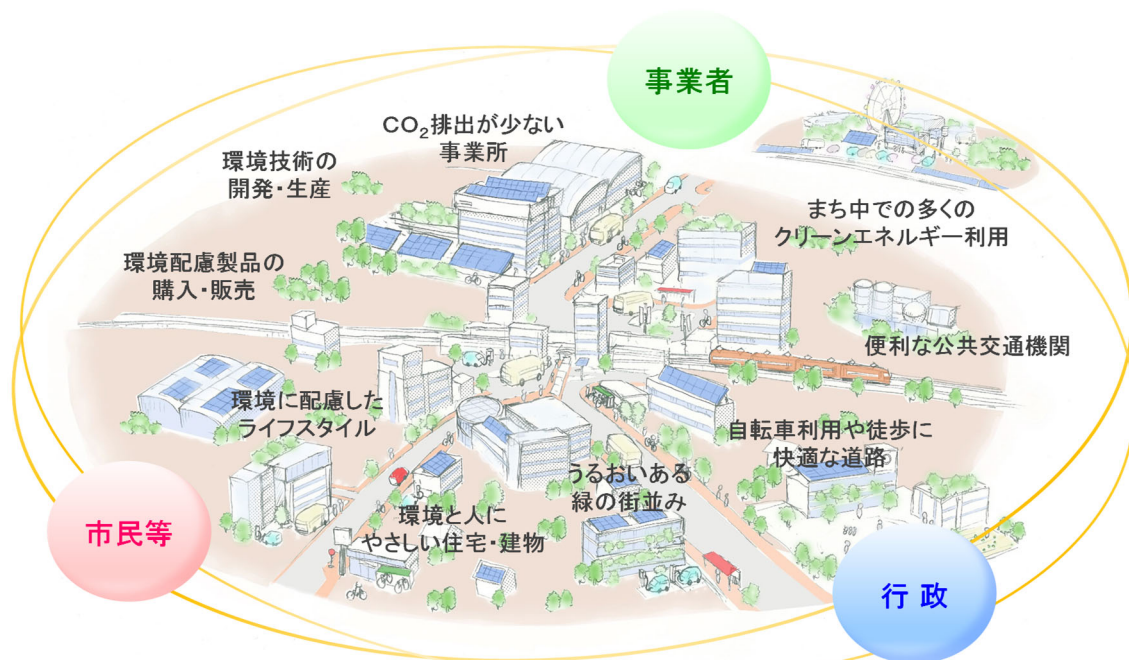 事業者
CO₂排出が少ない
事業所
環境技術の
開発・生産
まち中での多くの
クリーンエネルギー利用
環境配慮製品の
購入・販売
便利な公共交通機関
環境に配慮した
ライフスタイル
自転車利用や徒歩に
快適な道路
うるおいある
緑の街並み
環境と人に
やさしい住宅・建物
市民等
行政